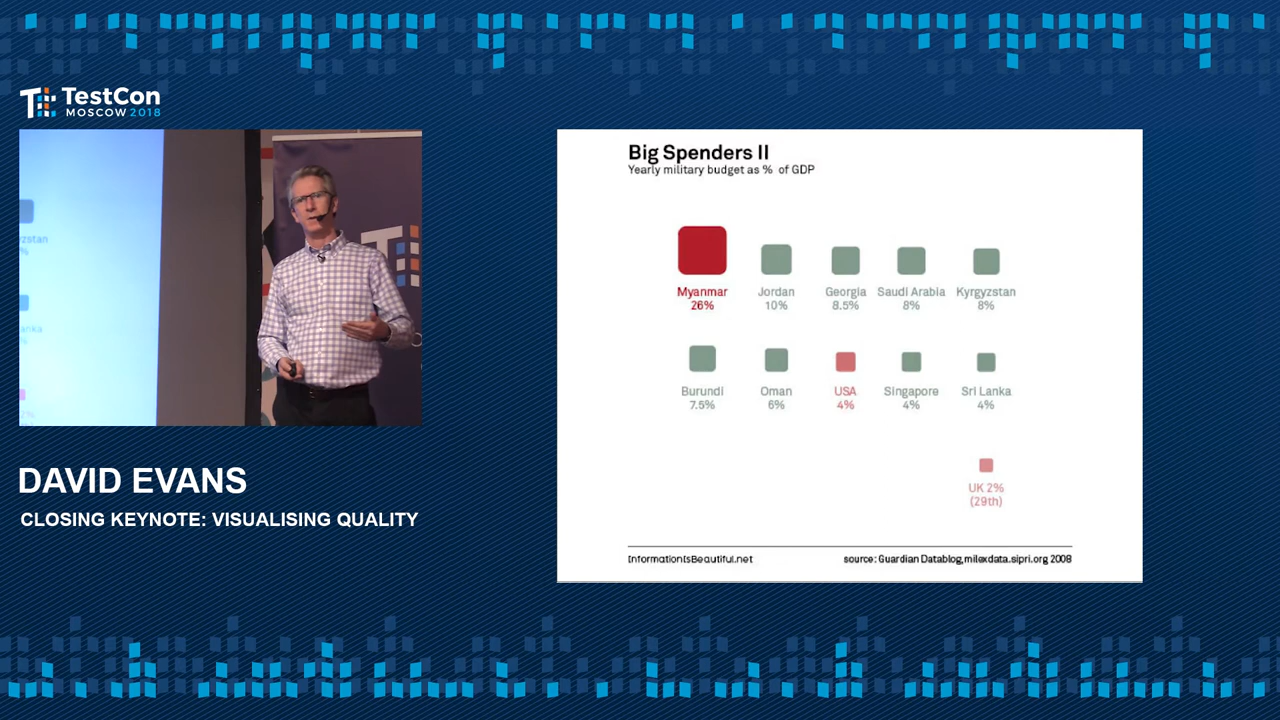 TestCon
MOSCOW 2018
DAVID EVANS
CLOSING KEYNOTE: VISUALISING QUALITY
Big Spenders II
Yearly military budget as % of GDP
Myanmar
26%
Jordan
10%
Georgia
8.5%
Saudi Arabia
8%
Kyrgyzstan
8%
Burundi
7.5%
Oman
6%
USA
4%
Singapore
4%
Sri Lanka
4%
UK 2%
(29th)
InformationIsBeautiful.net
source: Guardian Datablog, milexdata.sipri.org 2008